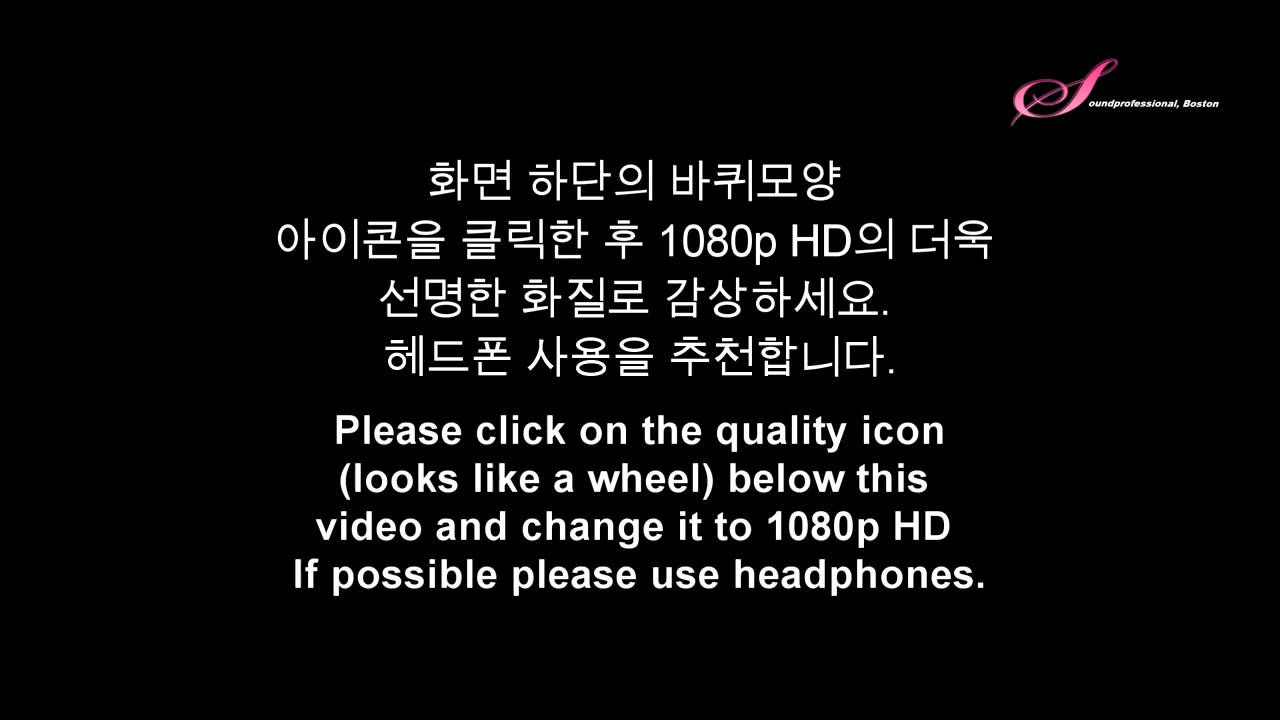 Soundprofessional, Boston
화면 하단의 바퀴모양
아이콘을 클릭한 후 1080p HD의 더욱
선명한 화질로 감상하세요.
헤드폰 사용을 추천합니다.
Please click on the quality icon
(looks like a wheel) below this
video and change it to 1080p HD
If possible please use headphones.